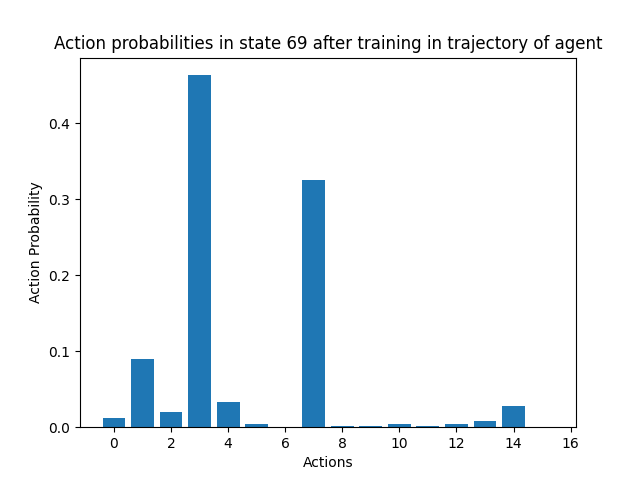 Action probabilities in state 69 after training in trajectory of agent
0.4
0.3
0.2
0.1
0.0
Action Probability
0 2 4 6 8 10 12 14 16
Actions